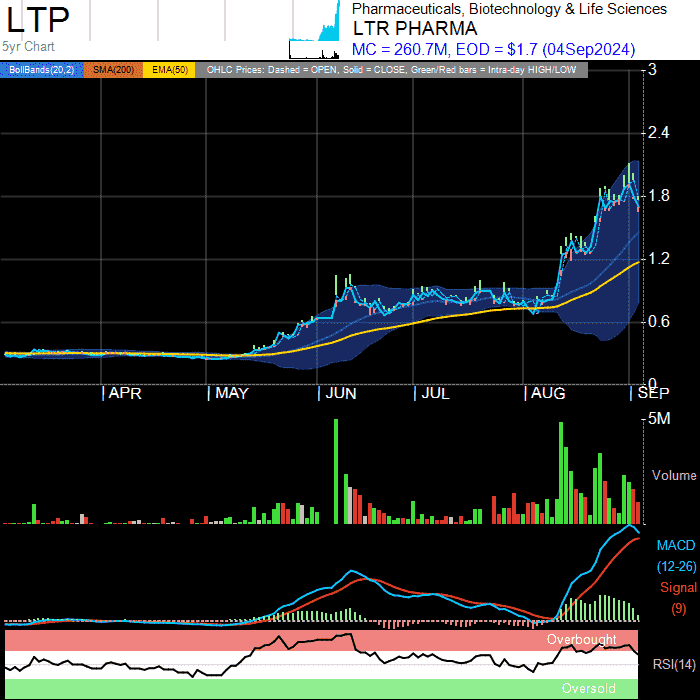 LTP
5yr Chart
Pharmaceuticals, Biotechnology & Life Sciences
LTR PHARMA
MC = 260.7M, EOD = $1.7 (04Sep2024)
BollBands(20,2) SMA(200) EMA(50) OHLC Prices: Dashed = OPEN, Solid = CLOSE, Green/Red bars = Intra-day HIGH/LOW
3
2.4
1.8
1.2
0.6
0
APR MAY JUN JUL AUG SEP
5M
Volume
MACD
(12-26)
Signal
(9)
Overbought
RSI(14)
Oversold